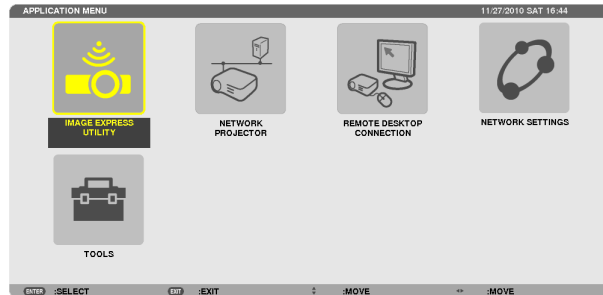 APPLICATION MENU 11/27/2010 SAT 16:44
IMAGE EXPRESS
UTILITY
NETWORK
PROJECTOR
REMOTE DESKTOP
CONNECTION
NETWORK SETTINGS
TOOLS
ENTER :SELECT EXIT :EXIT :MOVE :MOVE